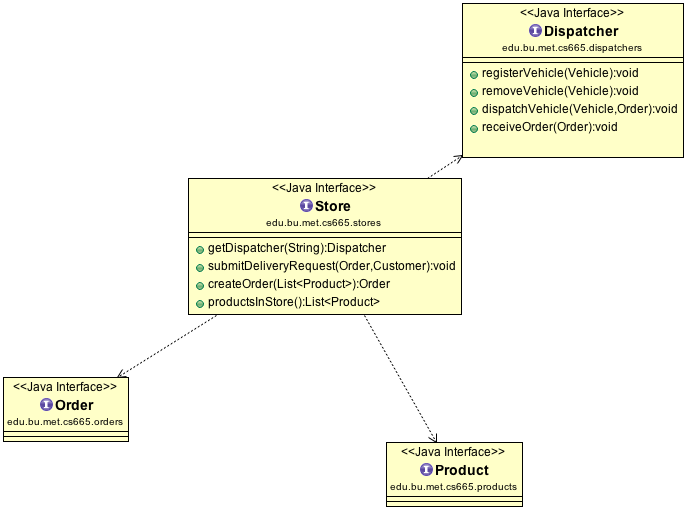 <<Java Interface>>
Dispatcher
edu.bu.met.cs665.dispatchers
registerVehicle(Vehicle):void
removeVehicle(Vehicle):void
dispatchVehicle(Vehicle,Order):void
receiveOrder(Order):void
<<Java Interface>>
Store
edu.bu.met.cs665.stores
getDispatcher(String):Dispatcher
submitDeliveryRequest(Order,Customer):void
createOrder(List<Product>):Order
productsInStore():List<Product>
<<Java Interface>>
Order
edu.bu.met.cs665.orders
<<Java Interface>>
Product
edu.bu.met.cs665.products